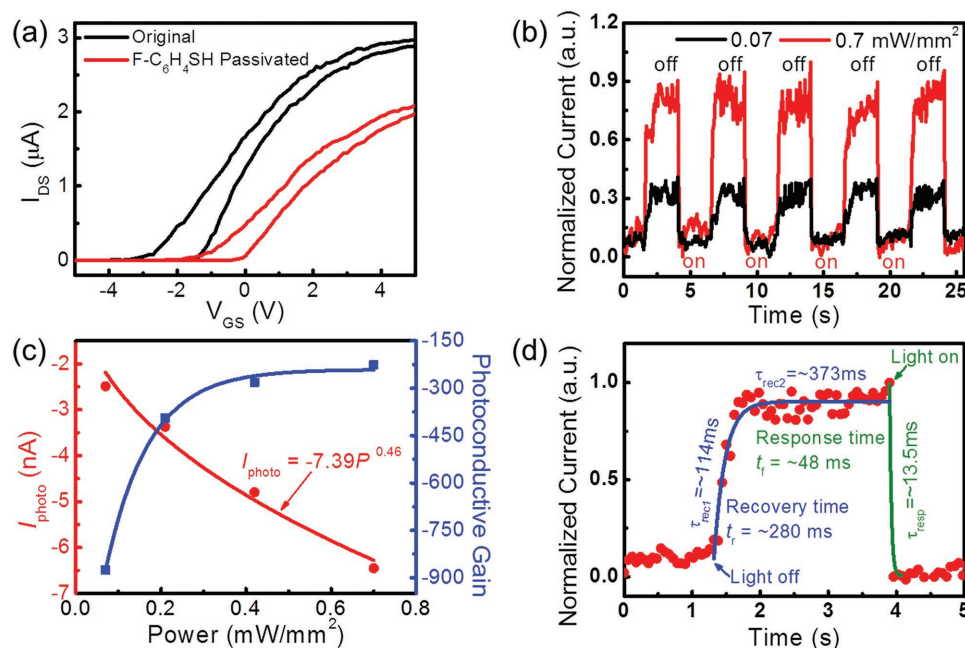 (a)
Original
F-C6H4SH Passivated
3
2
1
0
IDS (μA)
-4 -2 0 2 4
VGS (V)
(b)
0.07 0.7 mW/mm2
off off off off off
on on on on
1.2
0.9
0.6
0.3
0.0
Normalized Current (a.u.)
0 5 10 15 20 25
Time (s)
(c)
-2
-3
-4
-5
-6
-7
Iphoto (nA)
Iphoto = -7.39P 0.46
-150
-300
-450
-600
-750
-900
Photoconductive Gain
0.0 0.2 0.4 0.6 0.8
Power (mW/mm2)
(d)
Light on
τrec2=~373ms
1.0
0.5
0.0
Normalized Current (a.u.)
τrec1=~114ms
Response time
tf = ~48 ms
Recovery time
tr = ~280 ms
τresp=~13.5ms
Light off
0 1 2 3 4 5
Time (s)